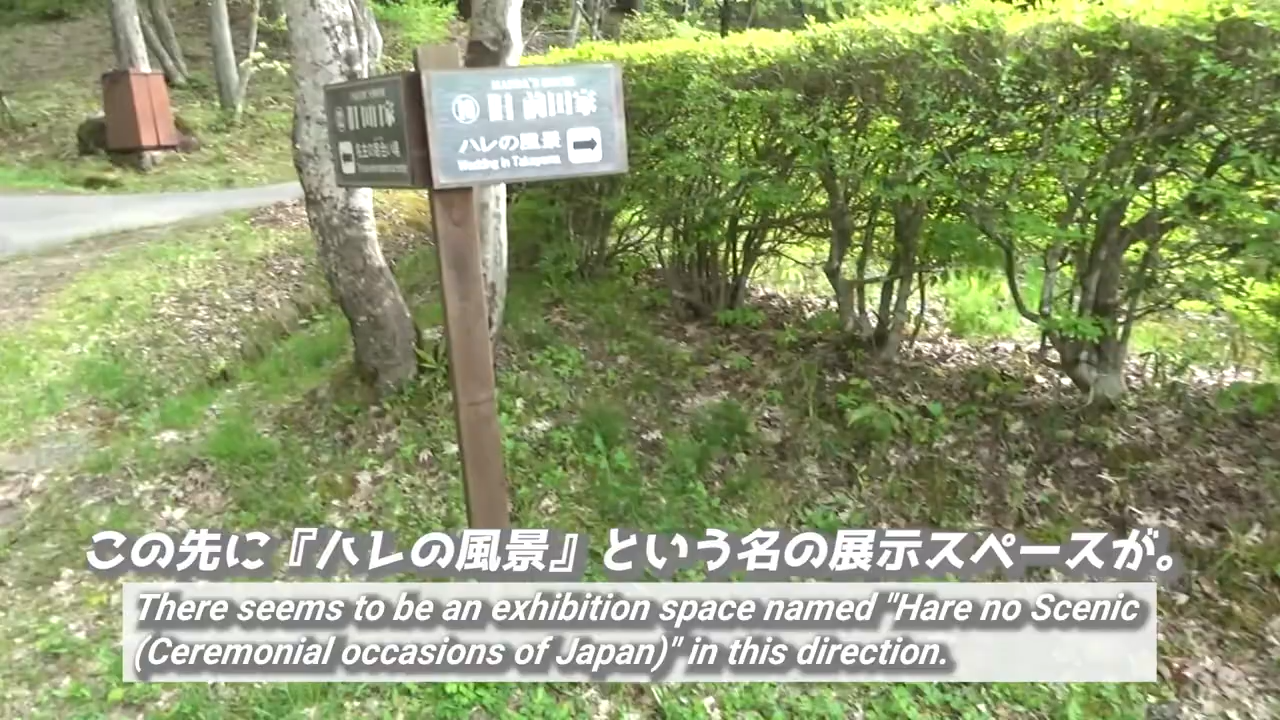 旧 前田家
ハレの風景
Wedding in Takayama
この先に『ハレの風景』という名の展示スペースが。
There seems to be an exhibition space named "Hare no Scenic
(Ceremonial occasions of Japan)" in this direction.